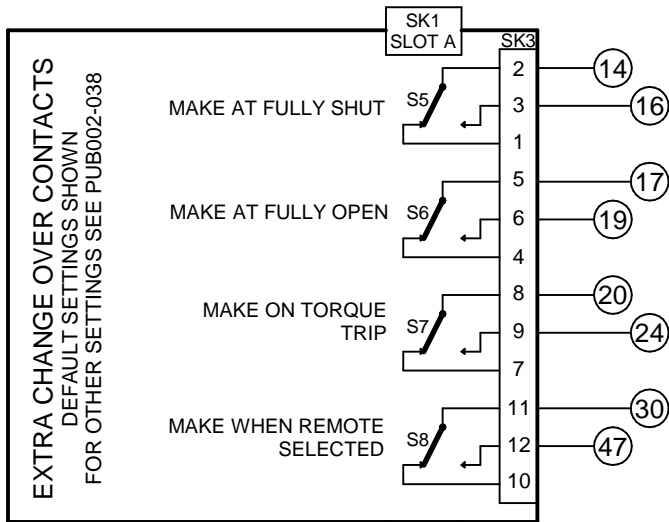 SK1
SLOT A
SK3
EXTRA CHANGE OVER CONTACTS
DEFAULT SETTINGS SHOWN
FOR OTHER SETTINGS SEE PUB002-038
MAKE AT FULLY SHUT
S5
2
14
3
16
1
MAKE AT FULLY OPEN
S6
5
17
6
19
4
MAKE ON TORQUE
TRIP
S7
8
20
9
24
7
MAKE WHEN REMOTE
SELECTED
S8
11
30
12
47
10